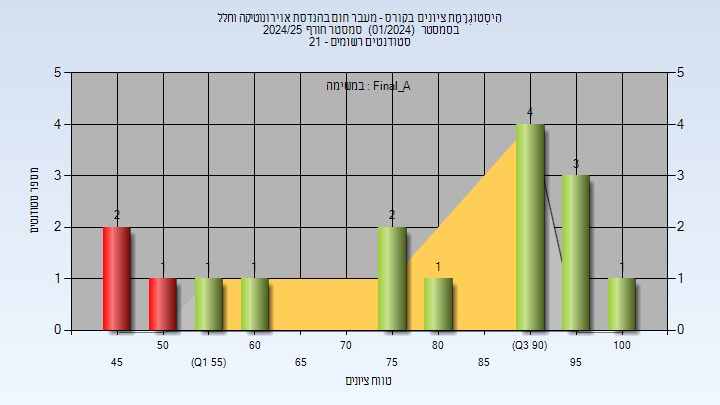 הִיסְטוֹגְרָמַת ציונים בקורס - מעבר חום בהנדסת אוירונוטיקה וחלל
בסמסטר (01/2024) סמסטר חורף 2024/25
סטודנטים רשומים - 21
במשימה : Final_A
מספר סטודנטים
5 5
4 4
3 3
2 2
1 1
0 0
2 1 1 1 2 1 4 3 1
50 60 70 80 (Q3 90) 100
45 (Q1 55) 65 75 85 95
טווח ציונים